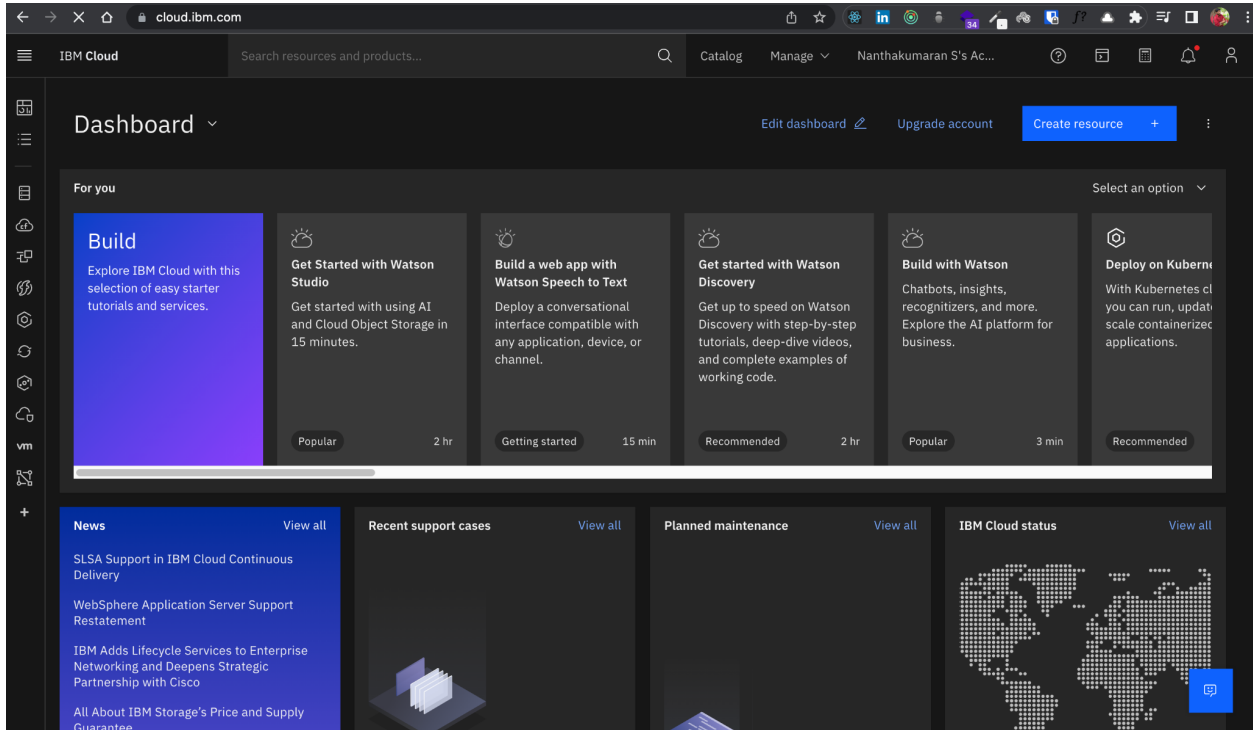 cloud.ibm.com
34
IBM Cloud
Search resources and products...
Catalog
Manage
Nanthakumaran S's Ac...
Dashboard
Edit dashboard
Upgrade account
Create resource +
For you
Select an option
Build
Explore IBM Cloud with this
selection of easy starter
tutorials and services.
Get Started with Watson
Studio
Get started with using AI
and Cloud Object Storage in
15 minutes.
Popular
2 hr
Build a web app with
Watson Speech to Text
Deploy a conversational
interface compatible with
any application, device, or
channel.
Getting started
15 min
Get started with Watson
Discovery
Get up to speed on Watson
Discovery with step-by-step
tutorials, deep-dive videos,
and complete examples of
working code.
Recommended
2 hr
Build with Watson
Chatbots, insights,
recognitizers, and more.
Explore the AI platform for
business.
Popular
3 min
Deploy on Kuberne
With Kubernetes cl
you can run, updat
scale containerized
applications.
Recommended
vm
News
View all
SLSA Support in IBM Cloud Continuous
Delivery
WebSphere Application Server Support
Restatement
IBM Adds Lifecycle Services to Enterprise
Networking and Deepens Strategic
Partnership with Cisco
All About IBM Storage's Price and Supply
Guarantee
Recent support cases
View all
Planned maintenance
View all
IBM Cloud status
View all